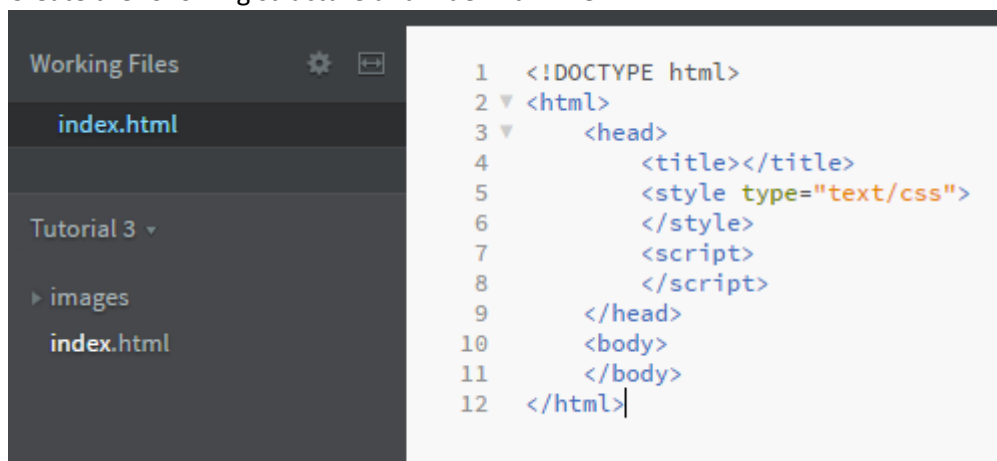 Working Files
index.html
Tutorial 3
images
index.html
1 <!DOCTYPE html>
2 <html>
3 <head>
4 <title></title>
5 <style type="text/css">
6 </style>
7 <script>
8 </script>
9 </head>
10 <body>
11 </body>
12 </html>